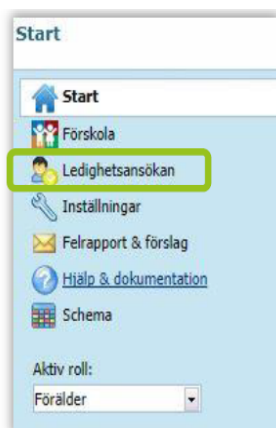 Start
Start
Förskola
Ledighetsansökan
Inställningar
Felrapport & förslag
Hjälp & dokumentation
Schema
Aktiv roll:
Förälder